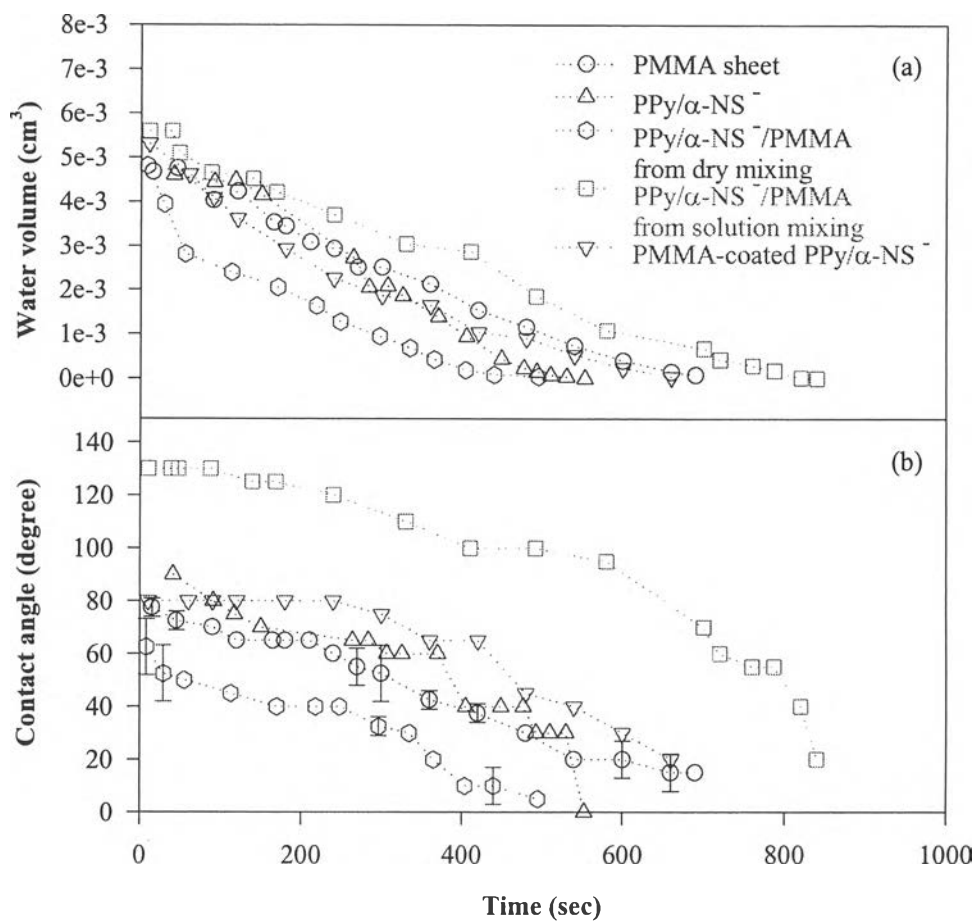 8e-3
7e-3
6e-3
5e-3
4e-3
3e-3
2e-3
1e-3
0e+0
Water volume (cm³)
(a)
PMMA sheet
PPy/α-NS⁻
PPy/α-NS⁻/PMMA
from dry mixing
PPy/α-NS⁻/PMMA
from solution mixing
PMMA-coated PPy/α-NS⁻
140
120
100
80
60
40
20
0
Contact angle (degree)
(b)
0 200 400 600 800 1000
Time (sec)